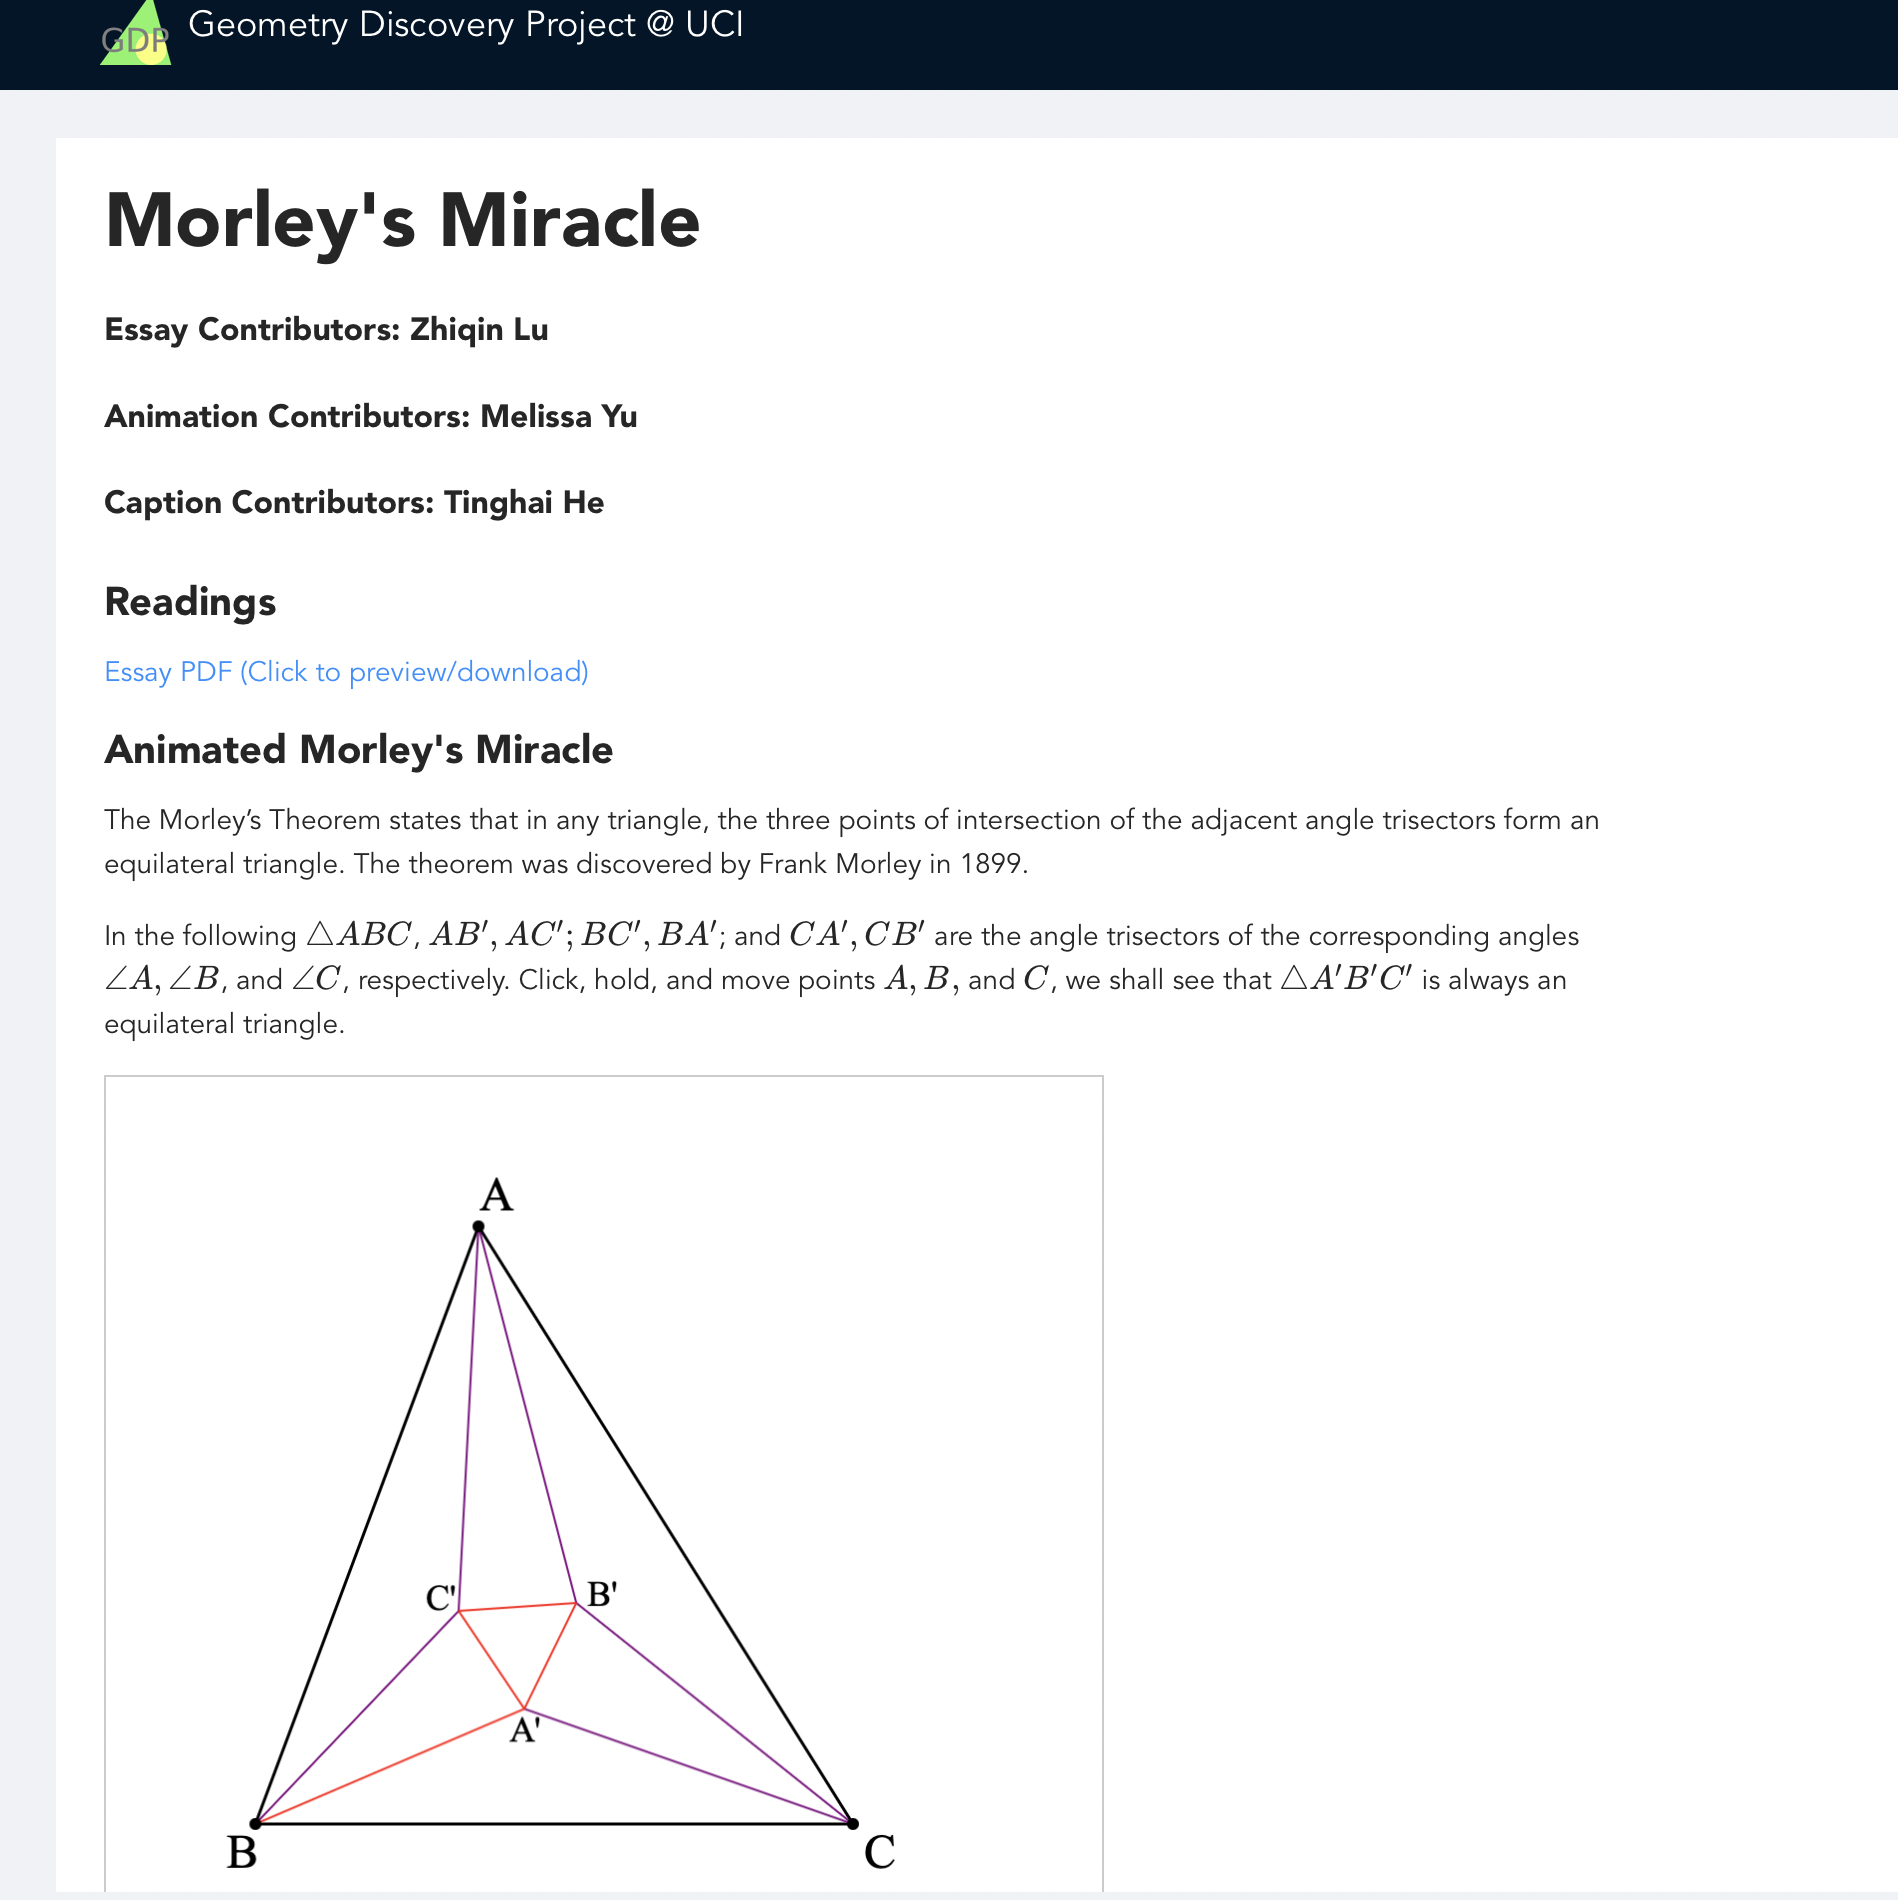 GDP
Geometry Discovery Project @ UCI
Morley's Miracle
Essay Contributors: Zhiqin Lu
Animation Contributors: Melissa Yu
Caption Contributors: Tinghai He
Readings
Essay PDF (Click to preview/download)
Animated Morley's Miracle
The Morley’s Theorem states that in any triangle, the three points of intersection of the adjacent angle trisectors form an
equilateral triangle. The theorem was discovered by Frank Morley in 1899.
In the following △ABC, AB′, AC′; BC′, BA′; and CA′, CB′ are the angle trisectors of the corresponding angles
∠A, ∠B, and ∠C, respectively. Click, hold, and move points A, B, and C, we shall see that △A′B′C′ is always an
equilateral triangle.
A
C'
B'
A'
B
C